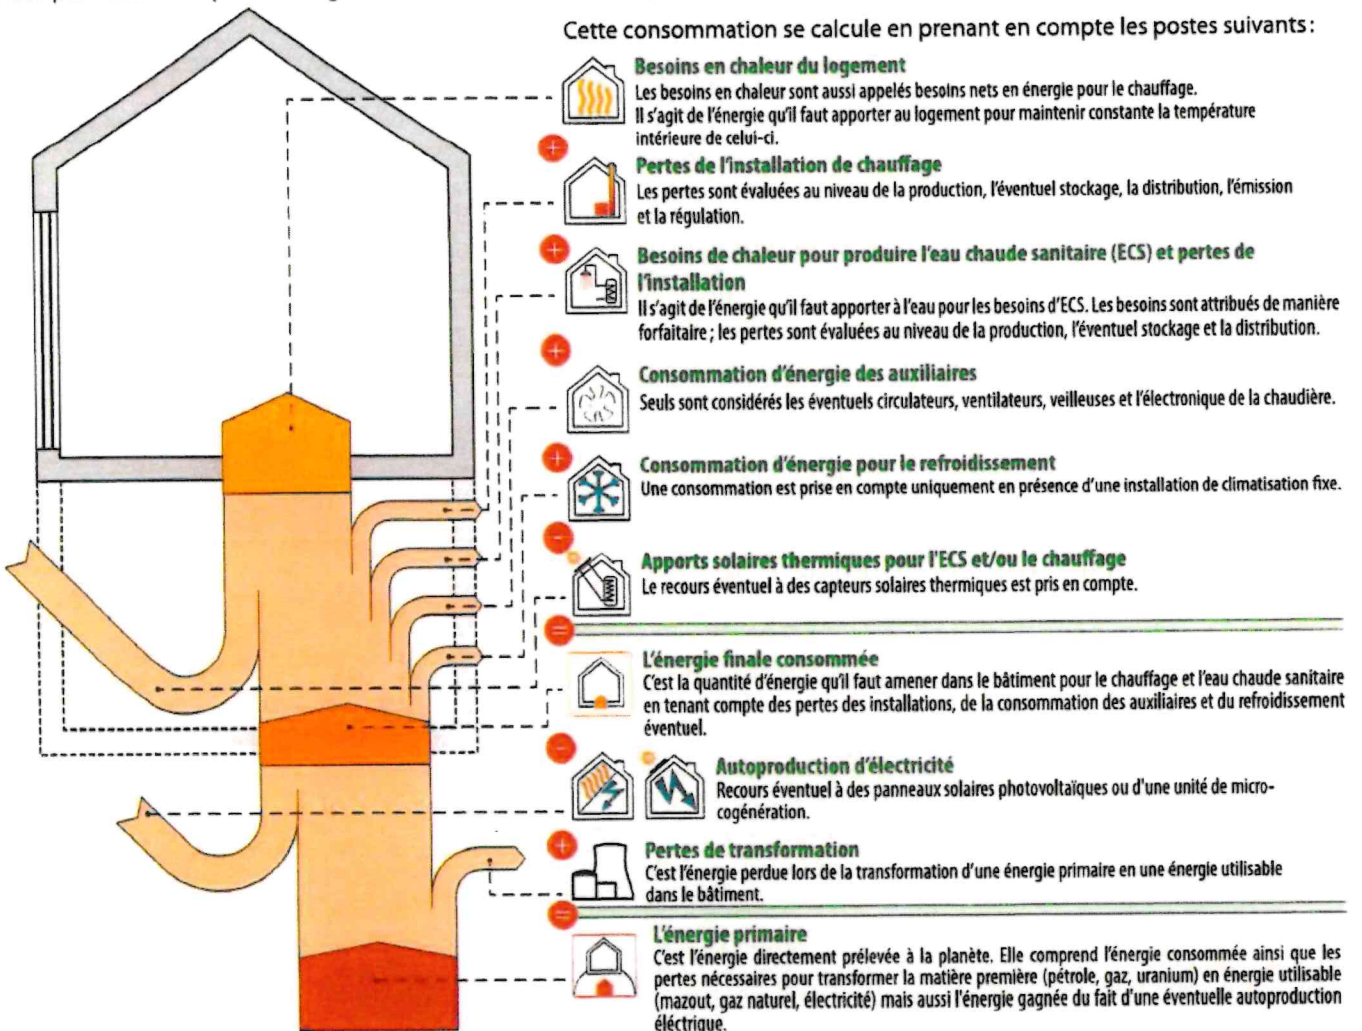 Cette consommation se calcule en prenant en compte les postes suivants :
Besoins en chaleur du logement
Les besoins en chaleur sont aussi appelés besoins nets en énergie pour le chauffage.
Il s'agit de l'énergie qu'il faut apporter au logement pour maintenir constante la température
intérieure de celui-ci.
+
Pertes de l'installation de chauffage
Les pertes sont évaluées au niveau de la production, l'éventuel stockage, la distribution, l'émission
et la régulation.
+
Besoins de chaleur pour produire l'eau chaude sanitaire (ECS) et pertes de
l'installation
Il s'agit de l'énergie qu'il faut apporter à l'eau pour les besoins d'ECS. Les besoins sont attribués de manière
forfaitaire ; les pertes sont évaluées au niveau de la production, l'éventuel stockage et la distribution.
+
Consommation d'énergie des auxiliaires
Seuls sont considérés les éventuels circulateurs, ventilateurs, veilleuses et l'électronique de la chaudière.
+
Consommation d'énergie pour le refroidissement
Une consommation est prise en compte uniquement en présence d'une installation de climatisation fixe.
-
Apports solaires thermiques pour l'ECS et/ou le chauffage
Le recours éventuel à des capteurs solaires thermiques est pris en compte.
=
L'énergie finale consommée
C'est la quantité d'énergie qu'il faut amener dans le bâtiment pour le chauffage et l'eau chaude sanitaire
en tenant compte des pertes des installations, de la consommation des auxiliaires et du refroidissement
éventuel.
-
Autoproduction d'électricité
Recours éventuel à des panneaux solaires photovoltaïques ou d'une unité de micro-
cogénération.
+
Pertes de transformation
C'est l'énergie perdue lors de la transformation d'une énergie primaire en une énergie utilisable
dans le bâtiment.
=
L'énergie primaire
C'est l'énergie directement prélevée à la planète. Elle comprend l'énergie consommée ainsi que les
pertes nécessaires pour transformer la matière première (pétrole, gaz, uranium) en énergie utilisable
(mazout, gaz naturel, électricité) mais aussi l'énergie gagnée du fait d'une éventuelle autoproduction
éléctrique.